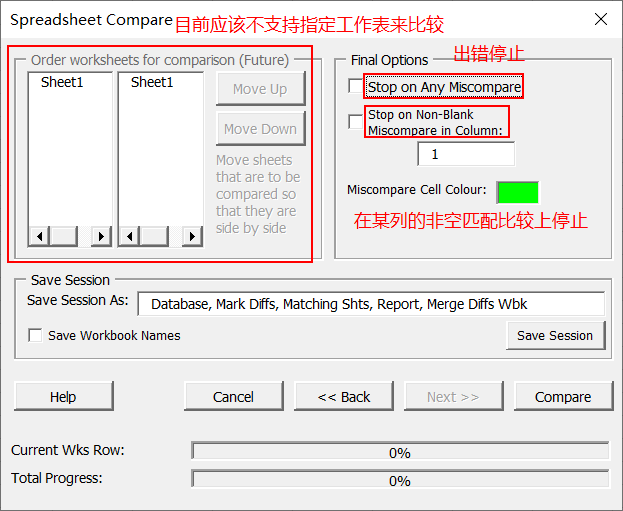 Spreadsheet Compare
目前应该不支持指定工作表来比较
Order worksheets for comparison (Future)
Sheet1
Sheet1
Move Up
Move Down
Move sheets
that are to be
compared so
that they are
side by side
Final Options
出错停止
Stop on Any Miscompare
Stop on Non-Blank
Miscompare in Column:
1
Miscompare Cell Colour:
在某列的非空匹配比较上停止
Save Session
Save Session As:
Database, Mark Diffs, Matching Shts, Report, Merge Diffs Wbk
Save Workbook Names
Save Session
Help
Cancel
<< Back
Next >>
Compare
Current Wks Row:
0%
Total Progress:
0%